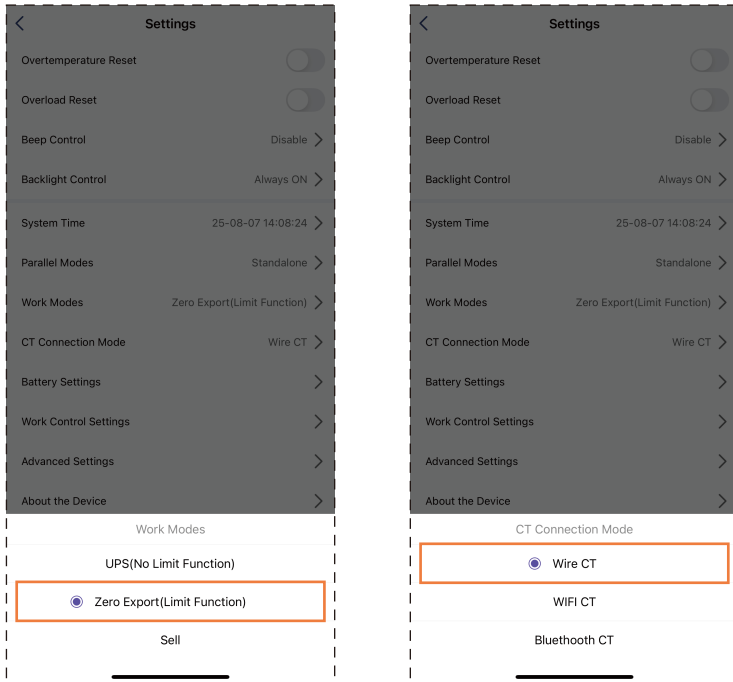 Settings
Overtemperature Reset
Overload Reset
Beep Control Disable
Backlight Control Always ON
System Time 25-08-07 14:08:24
Parallel Modes Standalone
Work Modes Zero Export(Limit Function)
CT Connection Mode Wire CT
Battery Settings
Work Control Settings
Advanced Settings
About the Device
Work Modes
UPS(No Limit Function)
Zero Export(Limit Function)
Sell
Settings
Overtemperature Reset
Overload Reset
Beep Control Disable
Backlight Control Always ON
System Time 25-08-07 14:08:24
Parallel Modes Standalone
Work Modes Zero Export(Limit Function)
CT Connection Mode Wire CT
Battery Settings
Work Control Settings
Advanced Settings
About the Device
CT Connection Mode
Wire CT
WIFI CT
Bluethooth CT